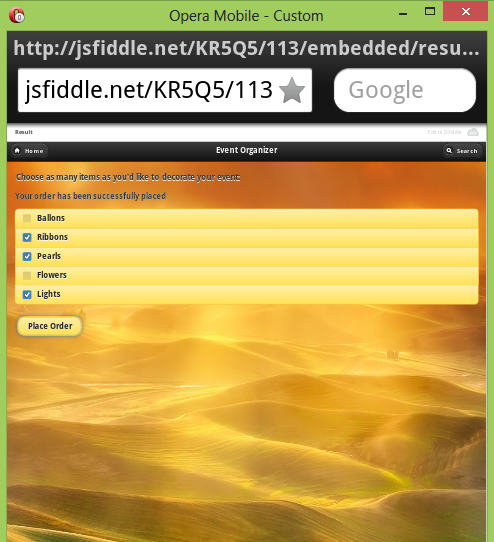 Opera Mobile - Custom
http://jsfiddle.net/KR5Q5/113/embedded/resu...
jsfiddle.net/KR5Q5/113
Google
Result
Edit in JSFiddle
Home
Event Organizer
Search
Choose as many items as you'd like to decorate your event:
Your order has been successfully placed
Ballons
Ribbons
Pearls
Flowers
Lights
Place Order